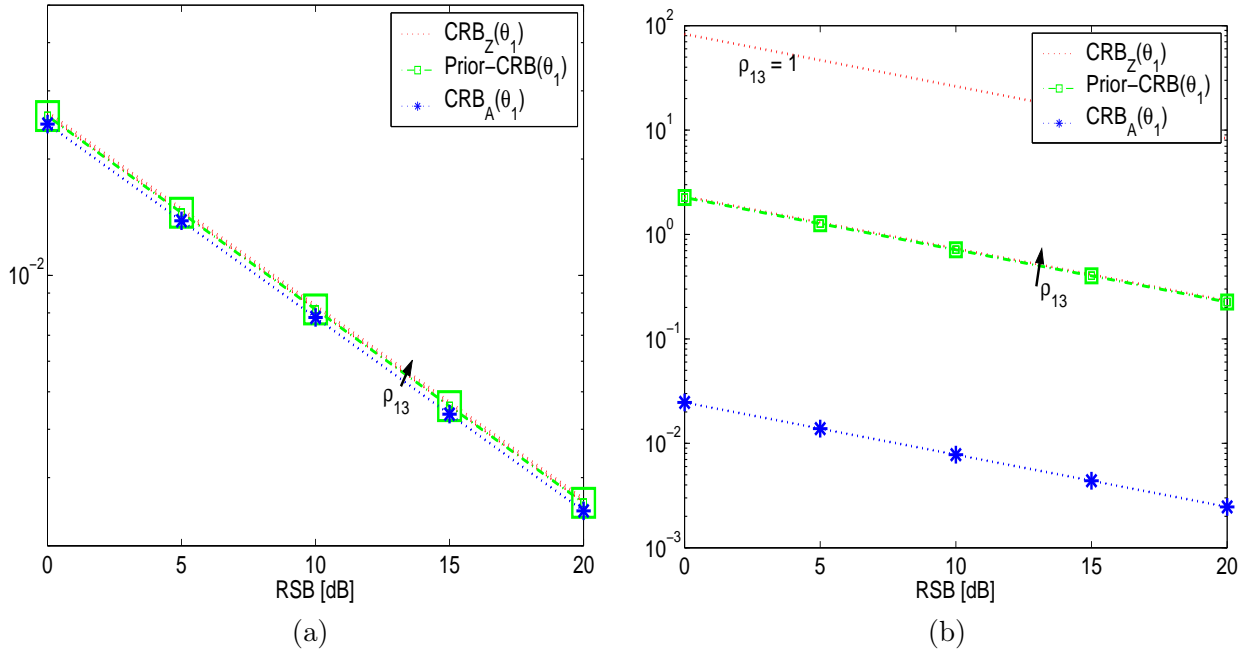 CRB_Z(θ_1)
Prior−CRB(θ_1)
CRB_A(θ_1)
10^−2
ρ_13
0 5 10 15 20
RSB [dB]
(a)
10^2
10^1
10^0
10^−1
10^−2
10^−3
ρ_13 = 1
CRB_Z(θ_1)
Prior−CRB(θ_1)
CRB_A(θ_1)
ρ_13
0 5 10 15 20
RSB [dB]
(b)